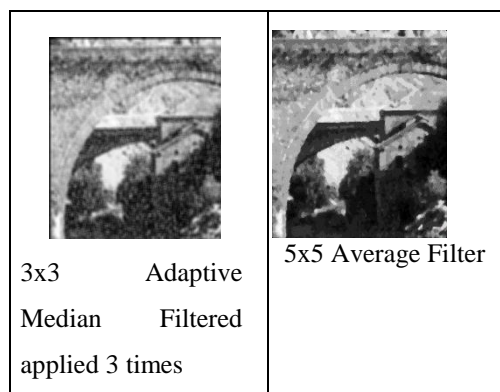 3x3 Adaptive
Median Filtered
applied 3 times
5x5 Average Filter